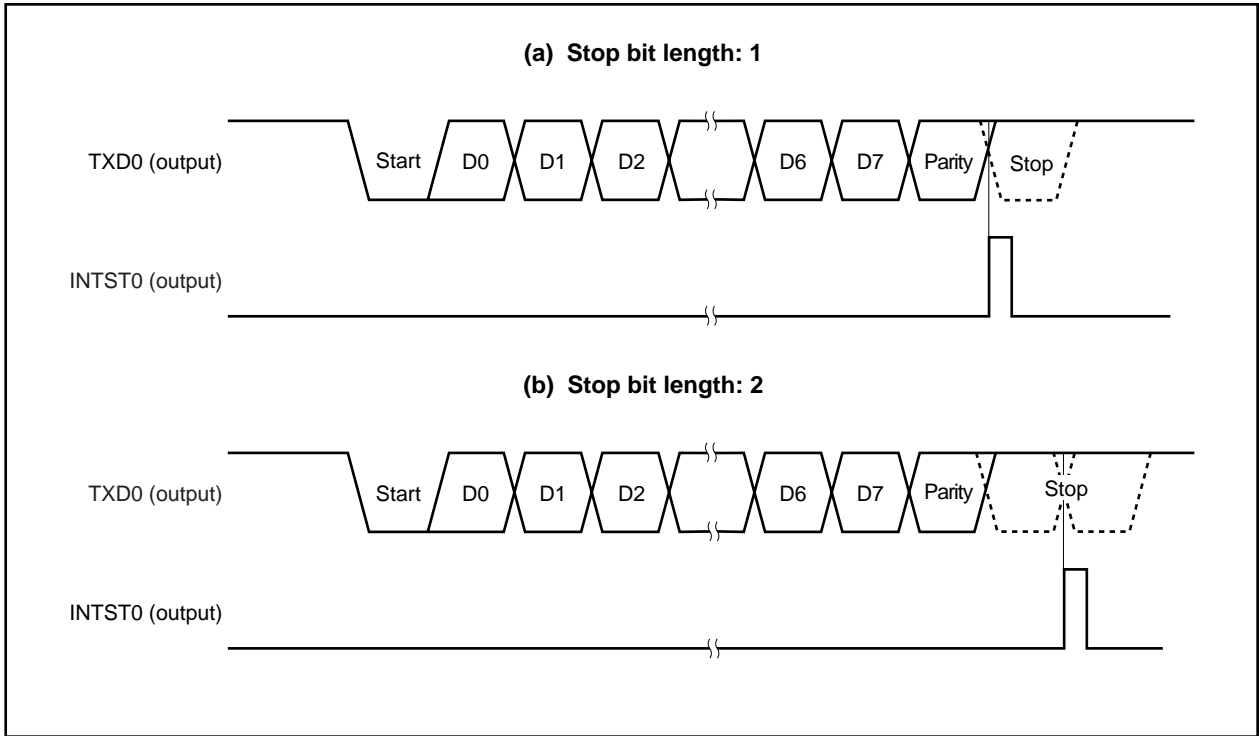 (a) Stop bit length: 1
TXD0 (output)
Start D0 D1 D2 D6 D7 Parity Stop
INTST0 (output)
(b) Stop bit length: 2
TXD0 (output)
Start D0 D1 D2 D6 D7 Parity Stop
INTST0 (output)